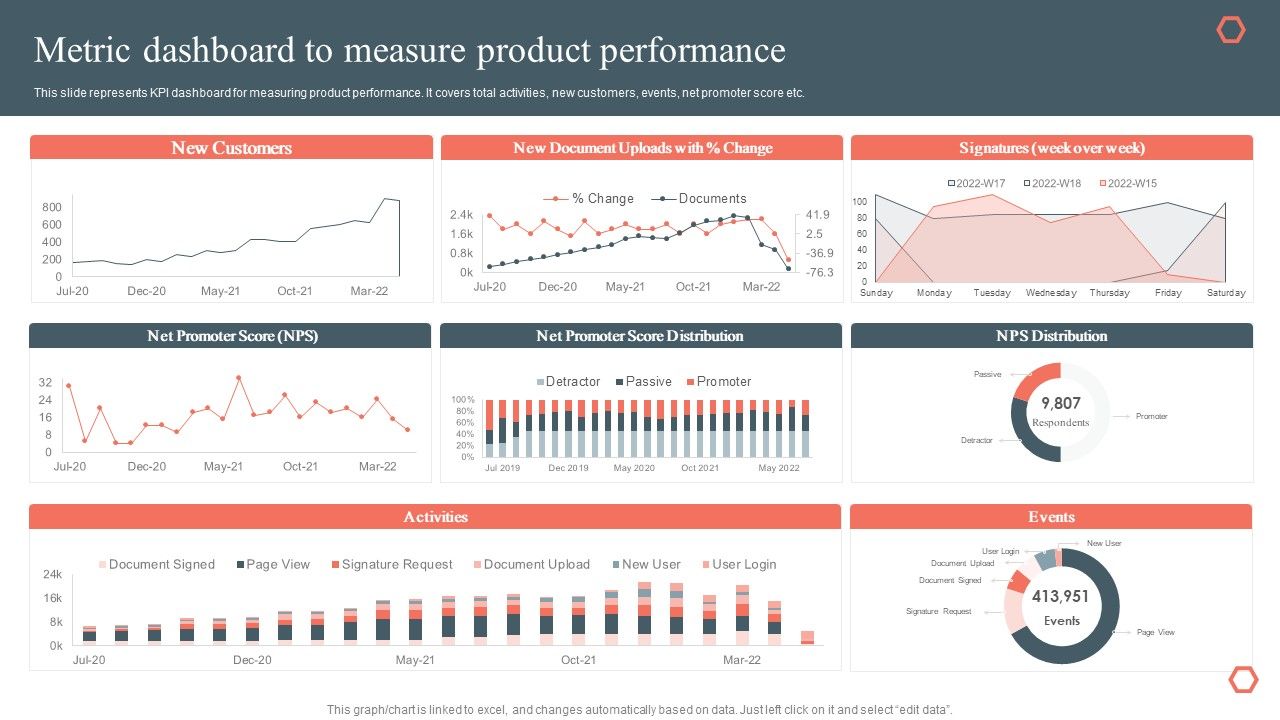 Metric dashboard to measure product performance
This slide represents KPI dashboard for measuring product performance. It covers total activities, new customers, events, net promoter score etc.
New Customers
800
600
400
200
0
Jul-20 Dec-20 May-21 Oct-21 Mar-22
New Document Uploads with % Change
% Change Documents
2.4k 41.9
1.6k 2.5
0.8k -36.9
0k -76.3
Jul-20 Dec-20 May-21 Oct-21 Mar-22
Signatures (week over week)
2022-W17 2022-W18 2022-W15
100
80
60
40
20
0
Sunday Monday Tuesday Wednesday Thursday Friday Saturday
Net Promoter Score (NPS)
32
24
16
8
0
Jul-20 Dec-20 May-21 Oct-21 Mar-22
Net Promoter Score Distribution
Detractor Passive Promoter
100%
80%
60%
40%
20%
0%
Jul 2019 Dec 2019 May 2020 Oct 2021 May 2022
NPS Distribution
Passive
9,807
Respondents
Promoter
Detractor
Activities
Document Signed Page View Signature Request Document Upload New User User Login
24k
16k
8k
0k
Jul-20 Dec-20 May-21 Oct-21 Mar-22
Events
New User
User Login
Document Upload
Document Signed
413,951
Events
Signature Request
Page View
This graph/chart is linked to excel, and changes automatically based on data. Just left click on it and select “edit data”.